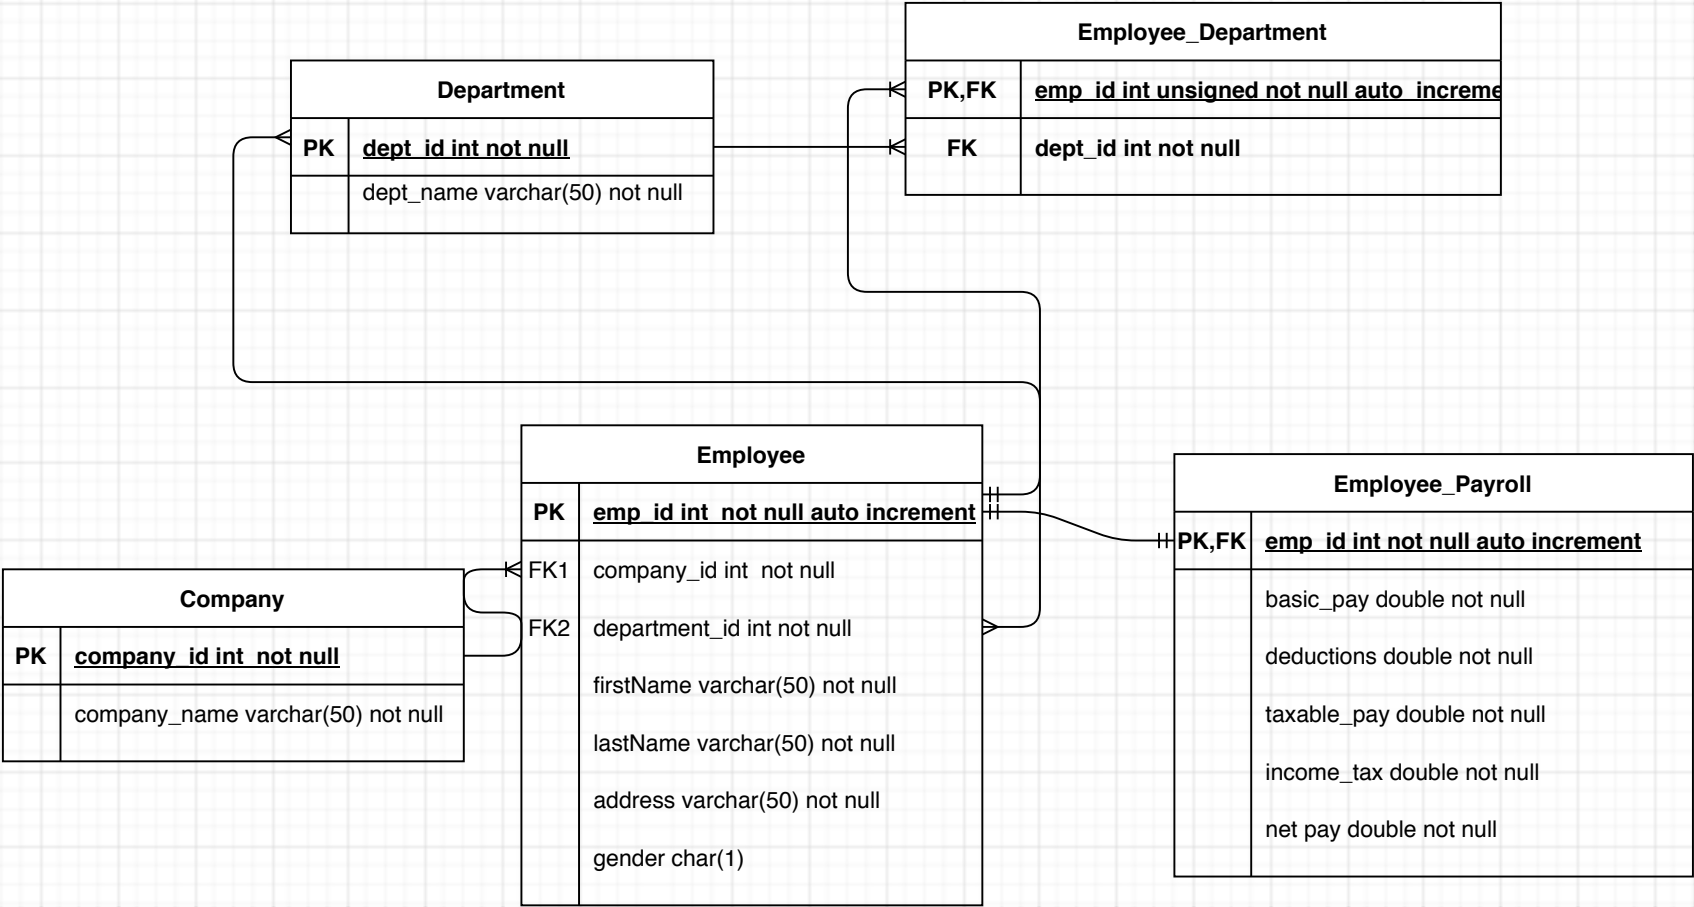 Employee_Department
PK,FK emp_id int unsigned not null auto_increme
FK dept_id int not null
Department
PK dept_id int not null
dept_name varchar(50) not null
Employee
PK emp_id int not null auto increment
FK1 company_id int not null
FK2 department_id int not null
firstName varchar(50) not null
lastName varchar(50) not null
address varchar(50) not null
gender char(1)
Employee_Payroll
PK,FK emp_id int not null auto increment
basic_pay double not null
deductions double not null
taxable_pay double not null
income_tax double not null
net pay double not null
Company
PK company_id int not null
company_name varchar(50) not null